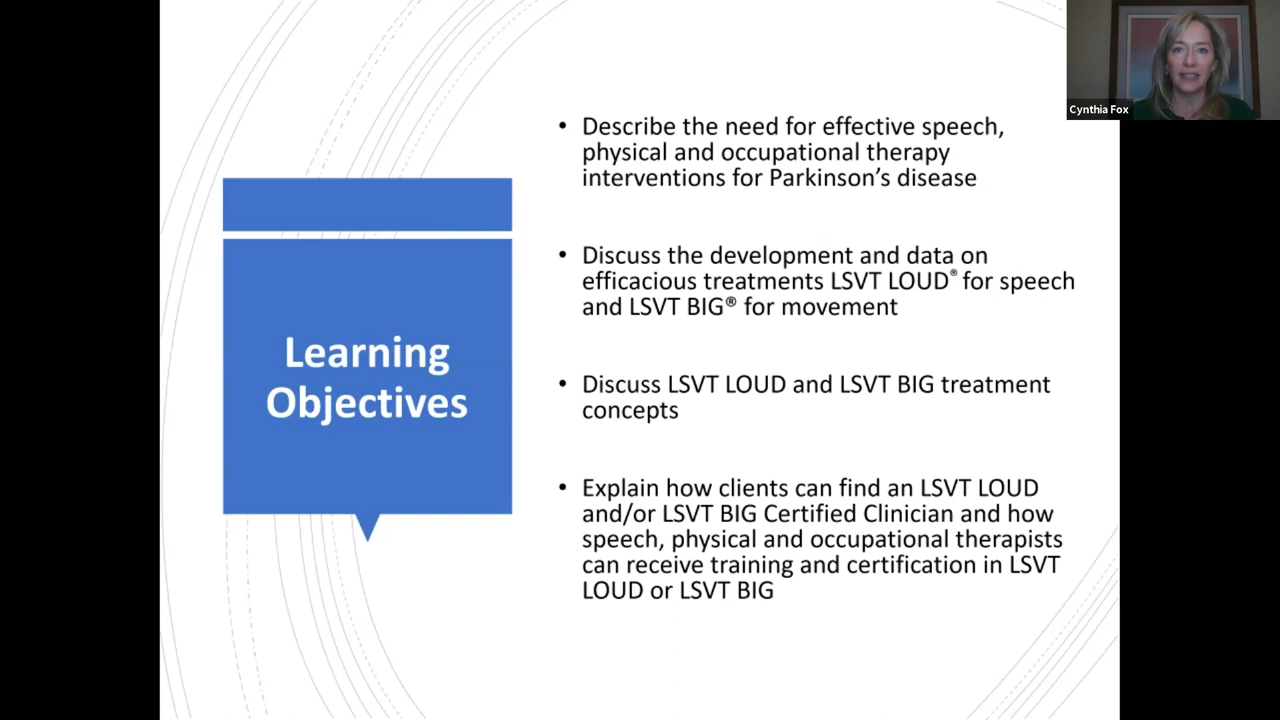 Cynthia Fox
Learning
Objectives
• Describe the need for effective speech,
physical and occupational therapy
interventions for Parkinson’s disease
• Discuss the development and data on
efficacious treatments LSVT LOUD® for speech
and LSVT BIG® for movement
• Discuss LSVT LOUD and LSVT BIG treatment
concepts
• Explain how clients can find an LSVT LOUD
and/or LSVT BIG Certified Clinician and how
speech, physical and occupational therapists
can receive training and certification in LSVT
LOUD or LSVT BIG